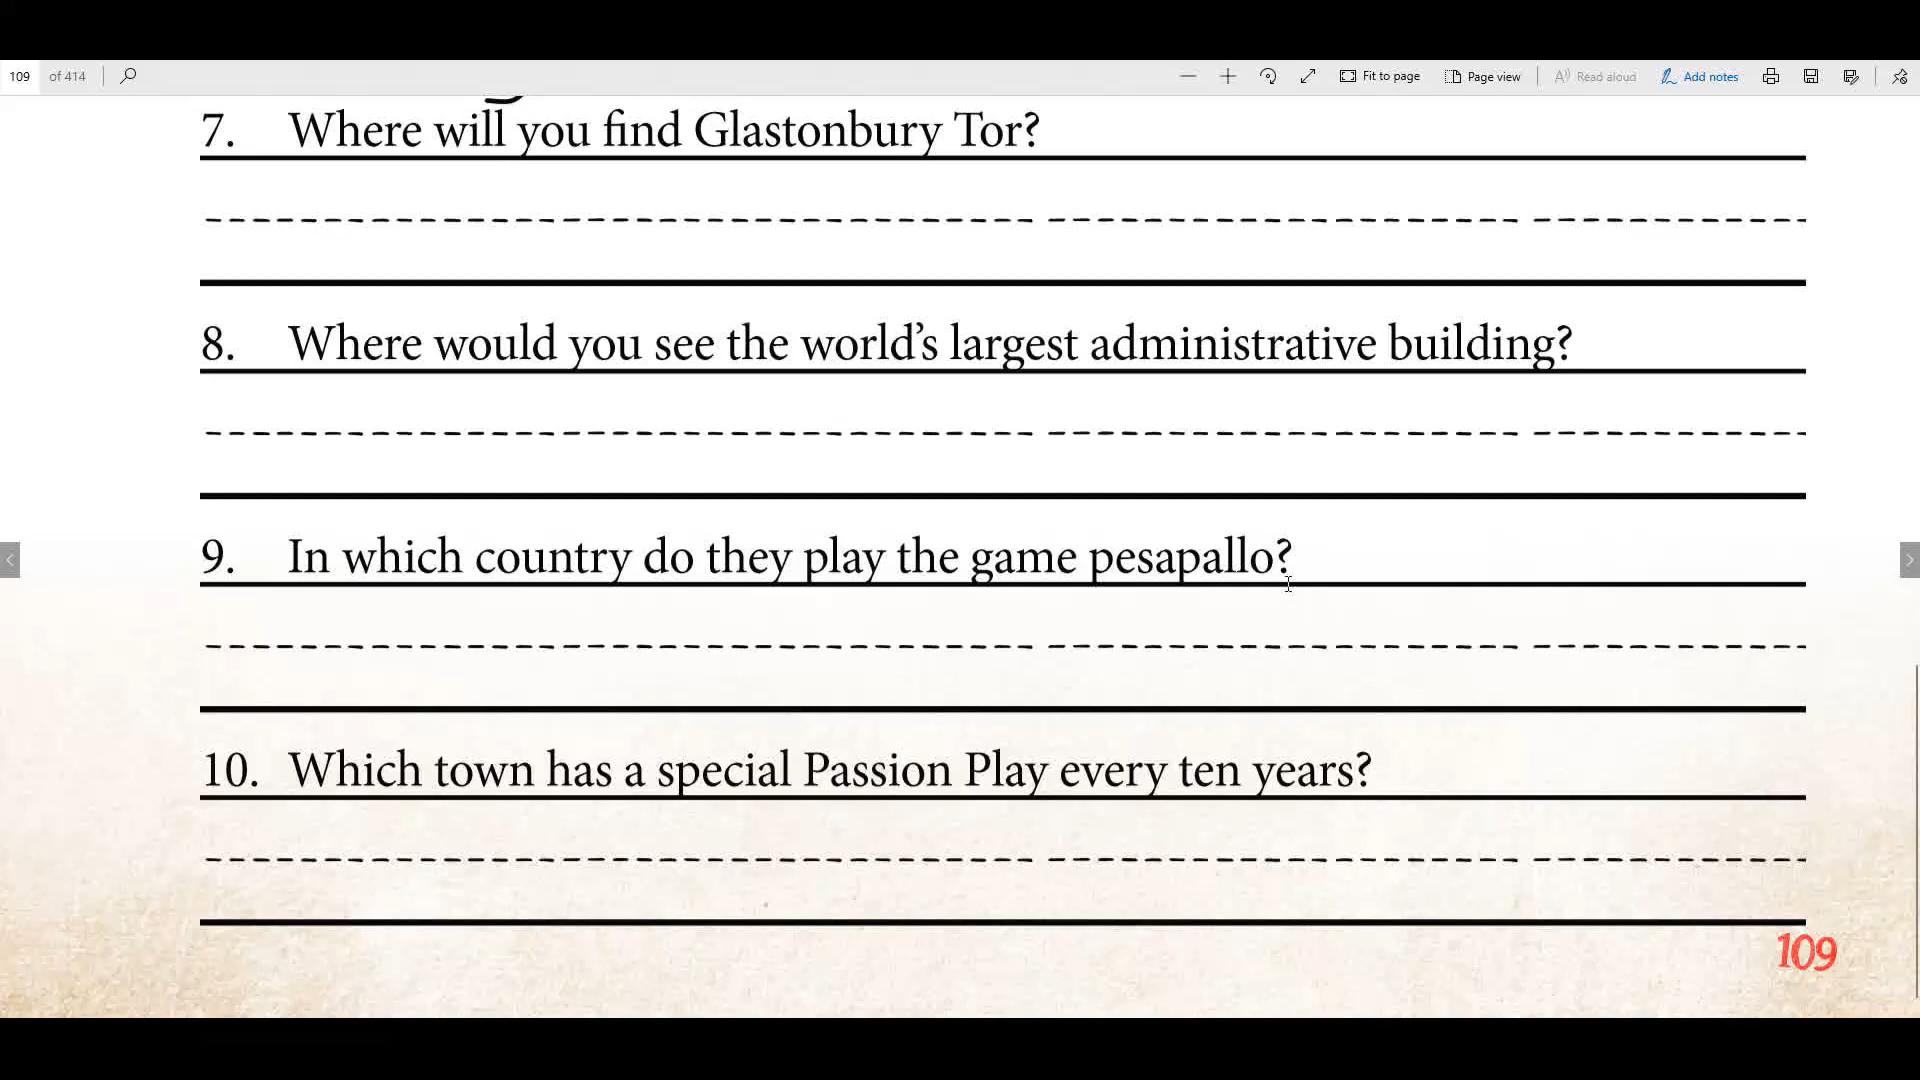 109 of 414 Fit to page Page view Read aloud Add notes
7. Where will you find Glastonbury Tor?
8. Where would you see the world’s largest administrative building?
9. In which country do they play the game pesapallo?
10. Which town has a special Passion Play every ten years?
109